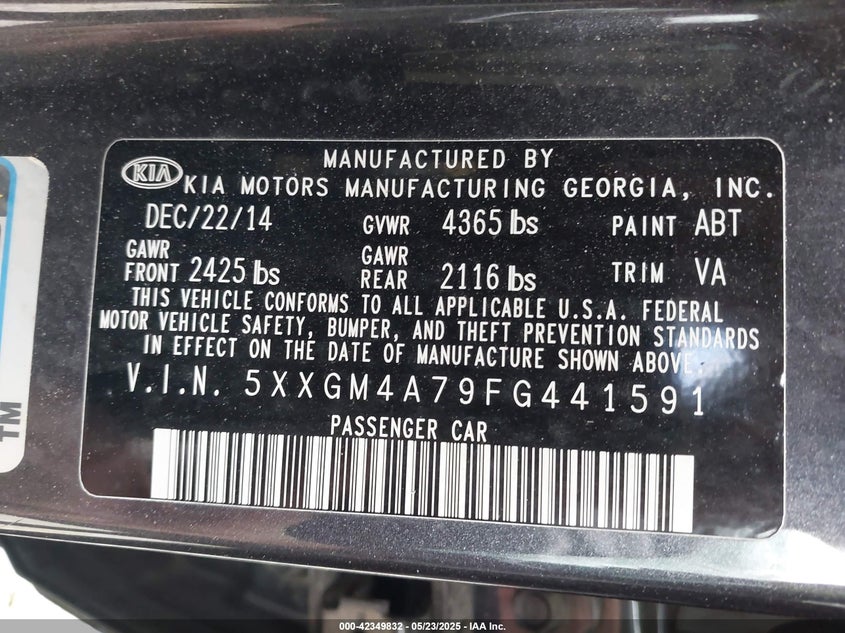 MANUFACTURED BY
KIA KIA MOTORS MANUFACTURING GEORGIA, INC.
DEC/22/14 GVWR 4365 lbs PAINT ABT
GAWR FRONT 2425 lbs GAWR REAR 2116 lbs TRIM VA
THIS VEHICLE CONFORMS TO ALL APPLICABLE U.S.A. FEDERAL
MOTOR VEHICLE SAFETY, BUMPER, AND THEFT PREVENTION STANDARDS
IN EFFECT ON THE DATE OF MANUFACTURE SHOWN ABOVE.
V.I.N. 5XXGM4A79FG441591
PASSENGER CAR
TM
000-42349832 - 05/23/2025 - IAA Inc.